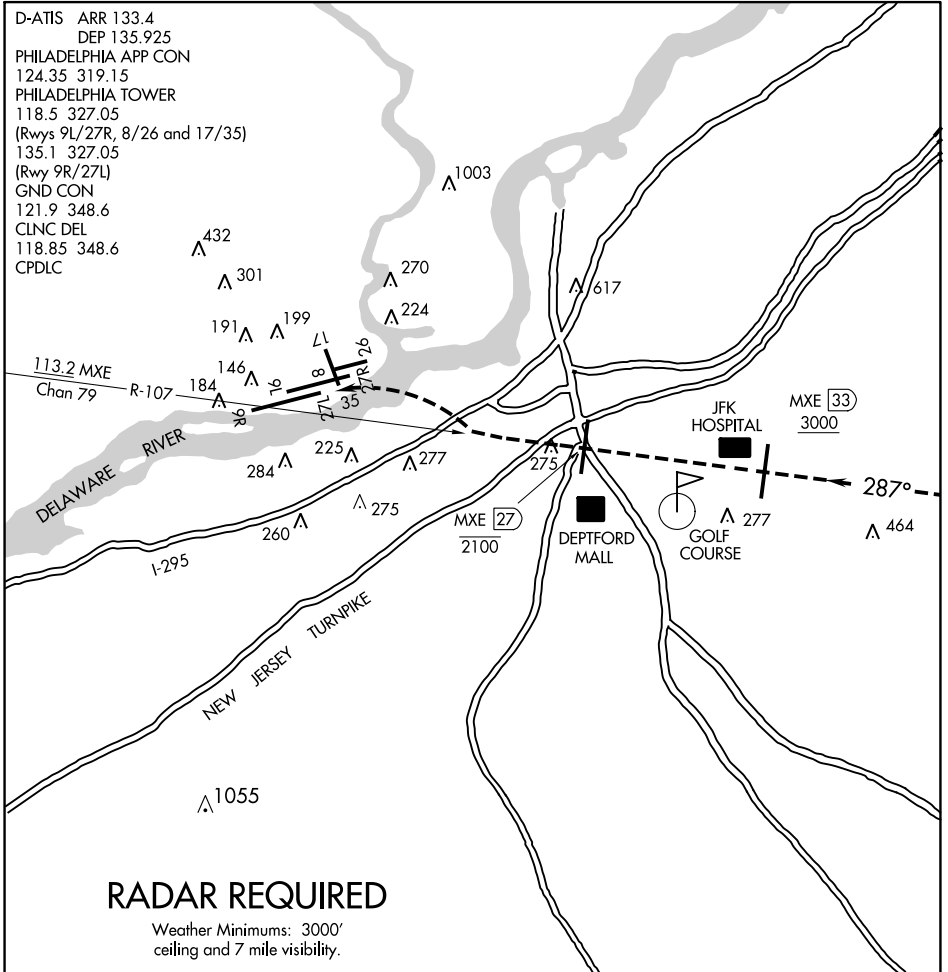 D-ATIS ARR 133.4
DEP 135.925
PHILADELPHIA APP CON
124.35 319.15
PHILADELPHIA TOWER
118.5 327.05
(Rwys 9L/27R, 8/26 and 17/35)
135.1 327.05
(Rwy 9R/27L)
GND CON
121.9 348.6
CLNC DEL
118.85 348.6
CPDLC
1003
432
301
270
617
224
199
191
17
26
8
27R
146
9L
113.2 MXE
Chan 79
R-107
184
9R
27L
35
JFK
HOSPITAL
MXE 33
3000
DELAWARE RIVER
284
225
277
275
287°
275
260
MXE 27
2100
DEPTFORD
MALL
GOLF
COURSE
277
464
I-295
NEW JERSEY TURNPIKE
1055
RADAR REQUIRED
Weather Minimums: 3000'
ceiling and 7 mile visibility.